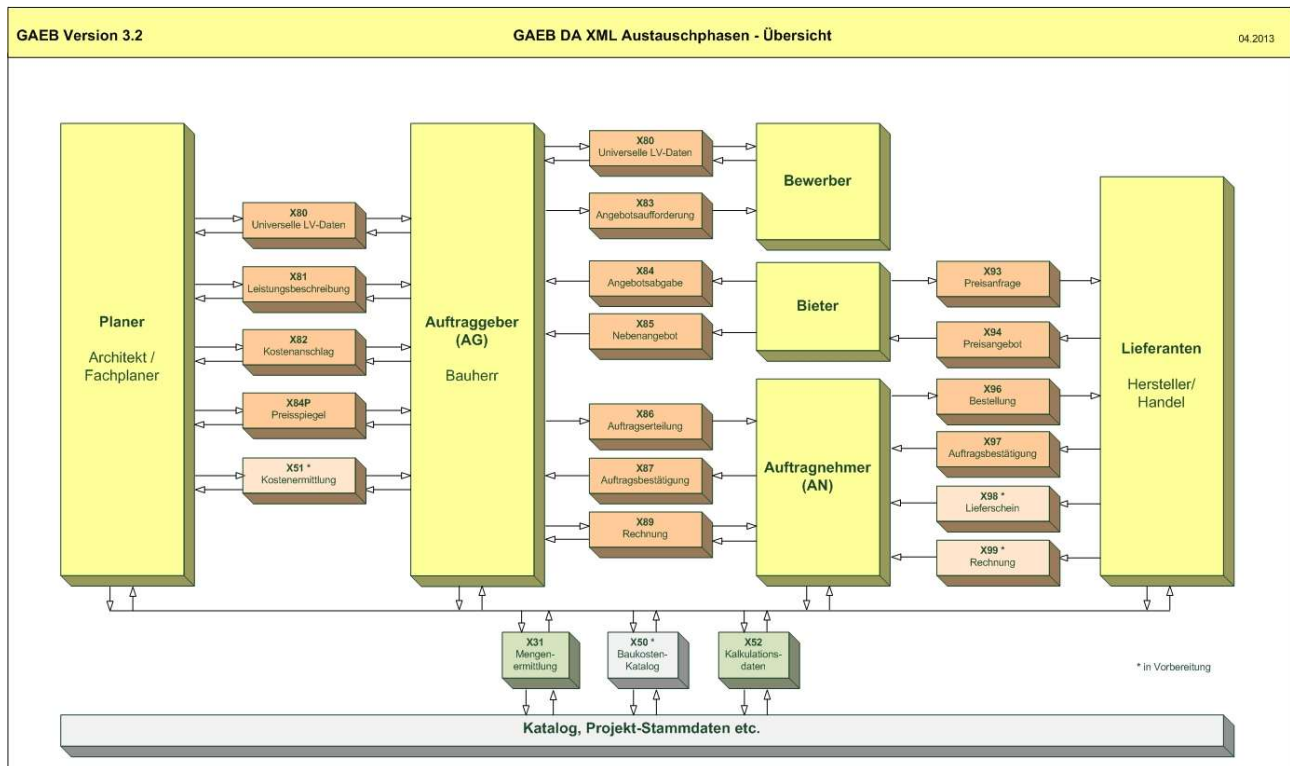 GAEB Version 3.2
GAEB DA XML Austauschphasen - Übersicht
04.2013
Planer
Architekt /
Fachplaner
X80
Universelle LV-Daten
X81
Leistungsbeschreibung
X82
Kostenanschlag
X84P
Preisspiegel
X51 *
Kostenermittlung
Auftraggeber
(AG)
Bauherr
X80
Universelle LV-Daten
X83
Angebotsaufforderung
X84
Angebotsabgabe
X85
Nebenangebot
X86
Auftragserteilung
X87
Auftragsbestätigung
X89
Rechnung
Bewerber
Bieter
Auftragnehmer
(AN)
X93
Preisanfrage
X94
Preisangebot
X96
Bestellung
X97
Auftragsbestätigung
X98 *
Lieferschein
X99 *
Rechnung
Lieferanten
Hersteller/
Handel
X31
Mengen-
ermittlung
X50 *
Baukosten-
Katalog
X52
Kalkulations-
daten
* in Vorbereitung
Katalog, Projekt-Stammdaten etc.